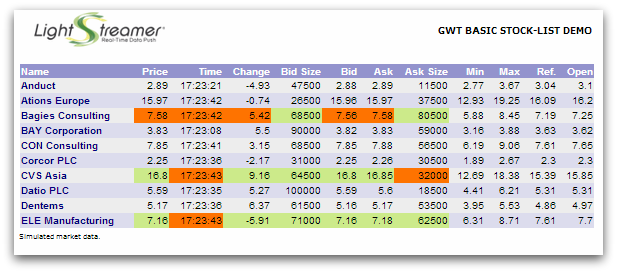 LightStreamer
Real-Time Data Push
GWT BASIC STOCK-LIST DEMO
Name Price Time Change Bid Size Bid Ask Ask Size Min Max Ref. Open
Anduct 2.89 17:23:21 -4.93 47500 2.88 2.89 11500 2.77 3.67 3.04 3.1
Ations Europe 15.97 17:23:42 -0.74 26500 15.96 15.97 37500 12.93 19.25 16.09 16.2
Bagies Consulting 7.58 17:23:42 5.42 68500 7.56 7.58 80500 5.88 8.45 7.19 7.25
BAY Corporation 3.83 17:23:08 5.5 90000 3.82 3.83 59000 3.16 3.88 3.63 3.62
CON Consulting 7.85 17:23:41 3.15 68500 7.85 7.88 56500 6.19 9.06 7.61 7.65
Corcor PLC 2.25 17:23:36 -2.17 31000 2.25 2.26 30500 1.89 2.67 2.3 2.3
CVS Asia 16.8 17:23:43 9.16 64500 16.8 16.85 32000 12.69 18.38 15.39 15.85
Datio PLC 5.59 17:23:35 5.27 100000 5.59 5.6 18500 4.41 6.21 5.31 5.31
Dentems 5.17 17:23:36 6.37 61500 5.16 5.17 53500 3.95 5.53 4.86 4.97
ELE Manufacturing 7.16 17:23:43 -5.91 71000 7.16 7.18 62500 6.31 8.71 7.61 7.7
Simulated market data.